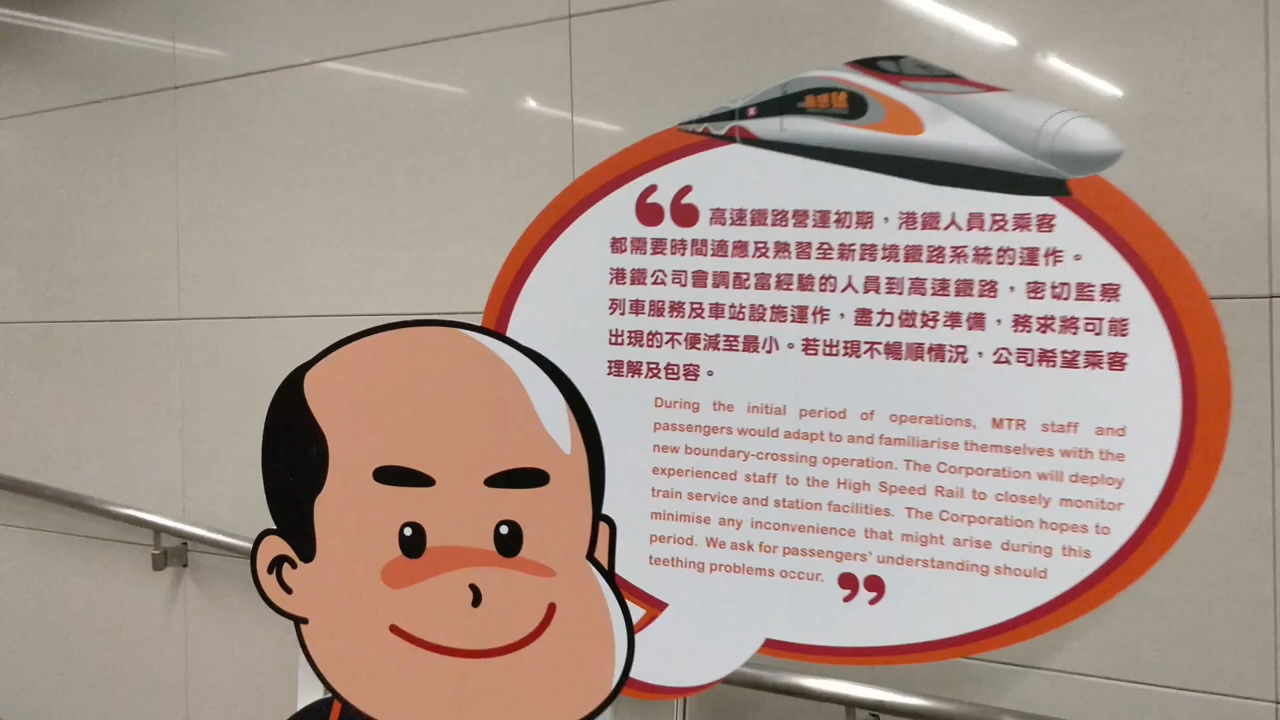 高速鐵路營運初期，港鐵人員及乘客
都需要時間適應及熟習全新跨境鐵路系統的運作。
港鐵公司會調配富經驗的人員到高速鐵路，密切監察
列車服務及車站設施運作，盡力做好準備，務求將可能
出現的不便減至最小。若出現不暢順情況，公司希望乘客
理解及包容。
During the initial period of operations, MTR staff and
passengers would adapt to and familiarise themselves with the
new boundary-crossing operation. The Corporation will deploy
experienced staff to the High Speed Rail to closely monitor
train service and station facilities. The Corporation hopes to
minimise any inconvenience that might arise during this
period. We ask for passengers’ understanding should
teething problems occur.